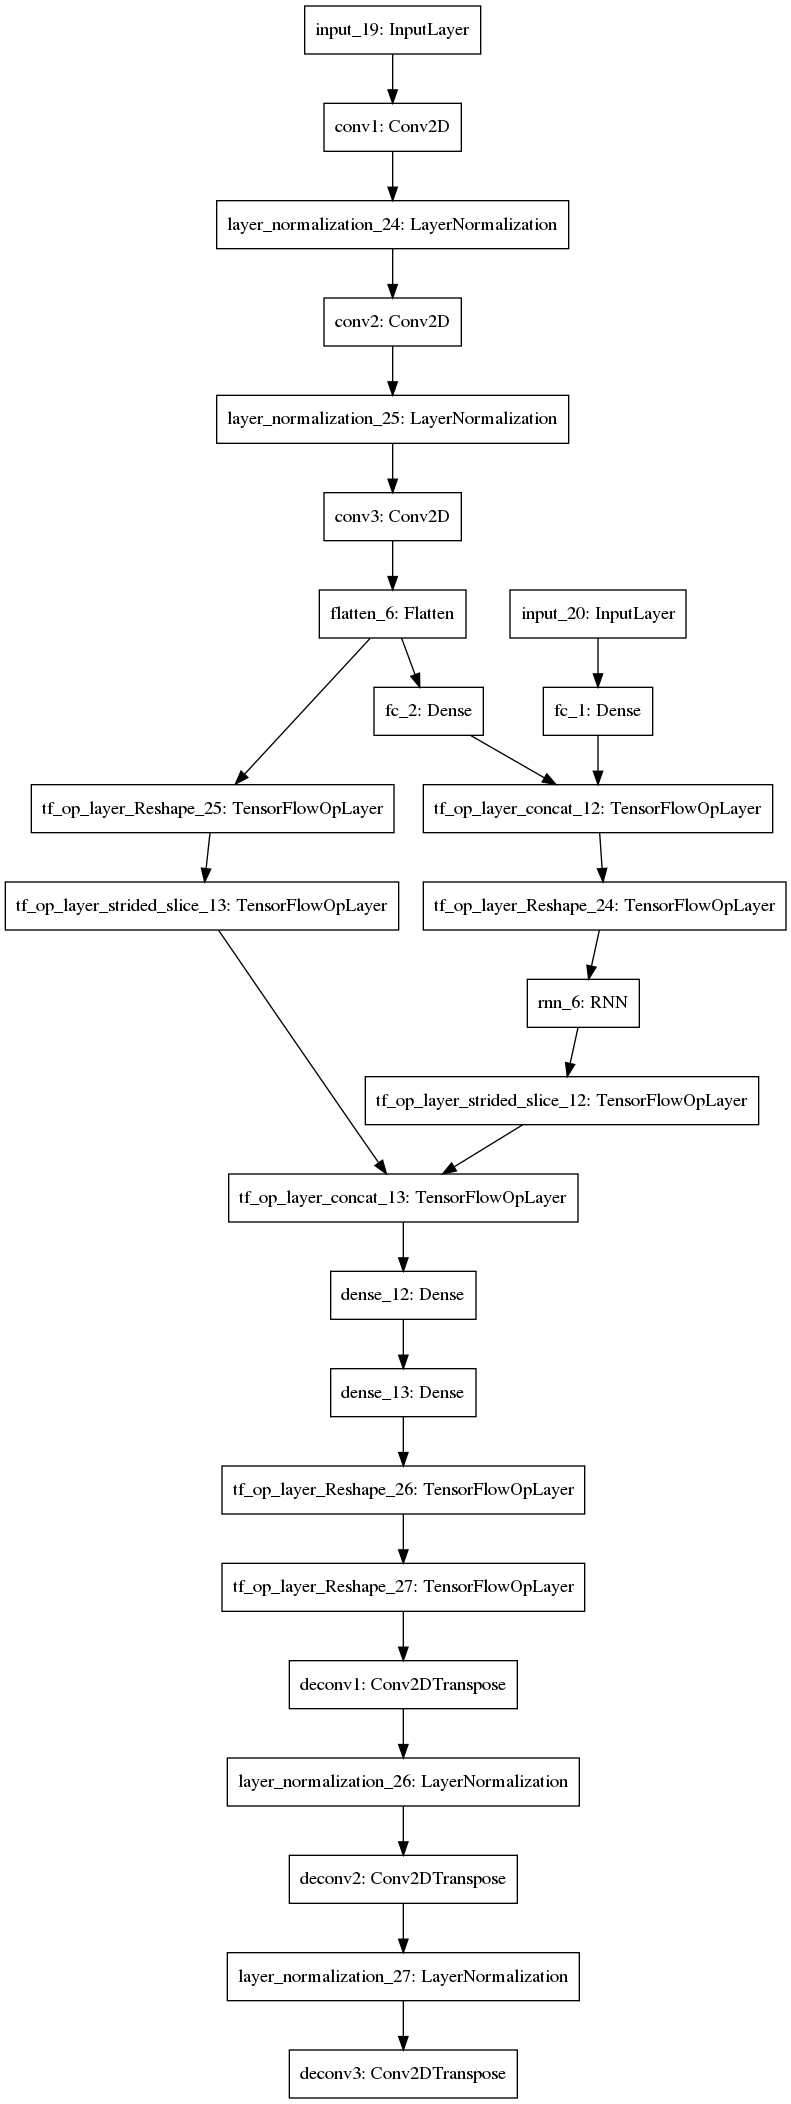 input_19: InputLayer
conv1: Conv2D
layer_normalization_24: LayerNormalization
conv2: Conv2D
layer_normalization_25: LayerNormalization
conv3: Conv2D
flatten_6: Flatten
input_20: InputLayer
fc_2: Dense
fc_1: Dense
tf_op_layer_Reshape_25: TensorFlowOpLayer
tf_op_layer_concat_12: TensorFlowOpLayer
tf_op_layer_strided_slice_13: TensorFlowOpLayer
tf_op_layer_Reshape_24: TensorFlowOpLayer
rnn_6: RNN
tf_op_layer_strided_slice_12: TensorFlowOpLayer
tf_op_layer_concat_13: TensorFlowOpLayer
dense_12: Dense
dense_13: Dense
tf_op_layer_Reshape_26: TensorFlowOpLayer
tf_op_layer_Reshape_27: TensorFlowOpLayer
deconv1: Conv2DTranspose
layer_normalization_26: LayerNormalization
deconv2: Conv2DTranspose
layer_normalization_27: LayerNormalization
deconv3: Conv2DTranspose